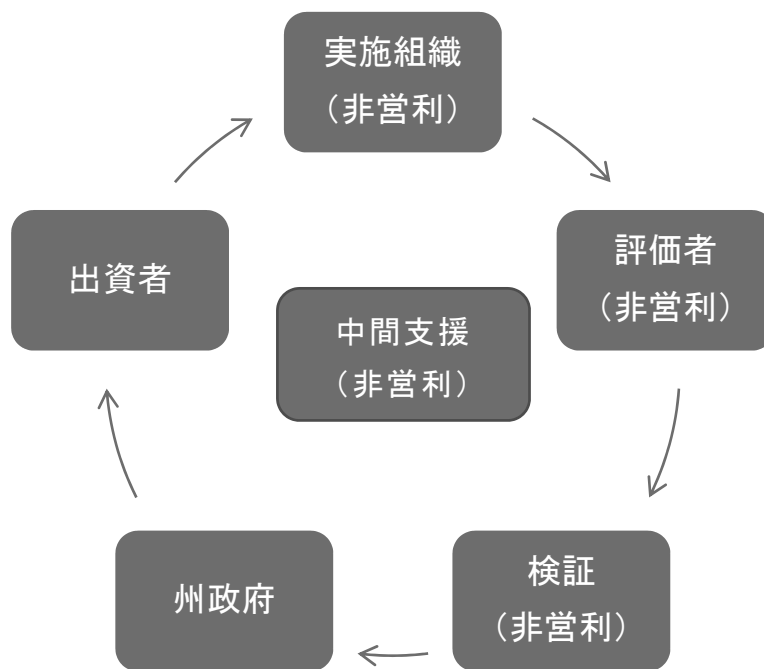 実施組織
（非営利）
出資者
評価者
（非営利）
中間支援
（非営利）
州政府
検証
（非営利）